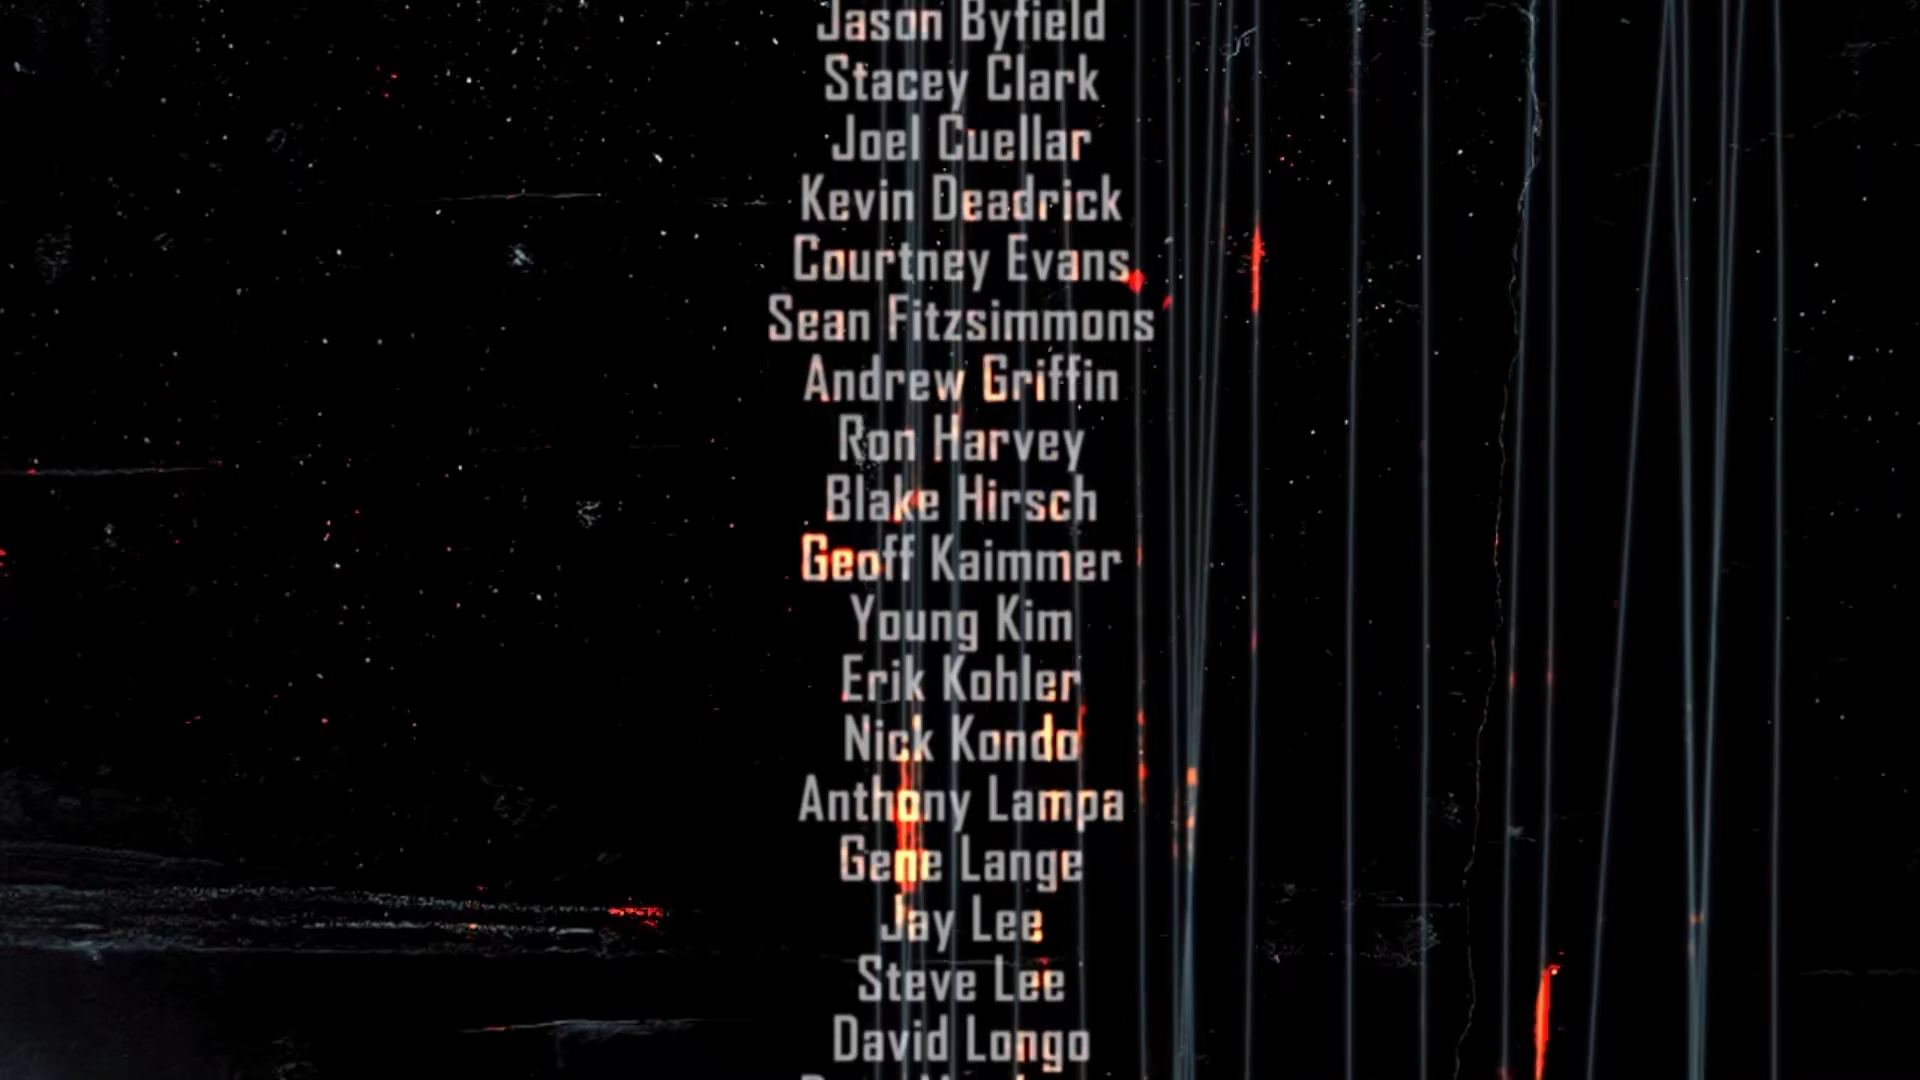 Jason Byfield
Stacey Clark
Joel Cuellar
Kevin Deadrick
Courtney Evans
Sean Fitzsimmons
Andrew Griffin
Ron Harvey
Blake Hirsch
Geoff Kaimmer
Young Kim
Erik Kohler
Nick Kondo
Anthony Lampa
Gene Lange
Jay Lee
Steve Lee
David Longo